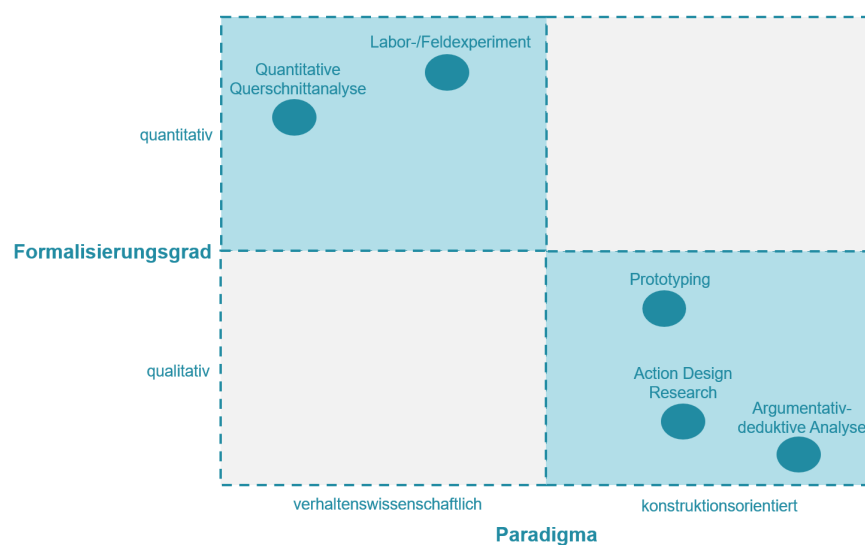 Labor-/Feldexperiment
Quantitative
Querschnittanalyse
quantitativ
Formalisierungsgrad
Prototyping
qualitativ
Action Design
Research
Argumentativ-
deduktive Analyse
verhaltenswissenschaftlich
konstruktionsorientiert
Paradigma